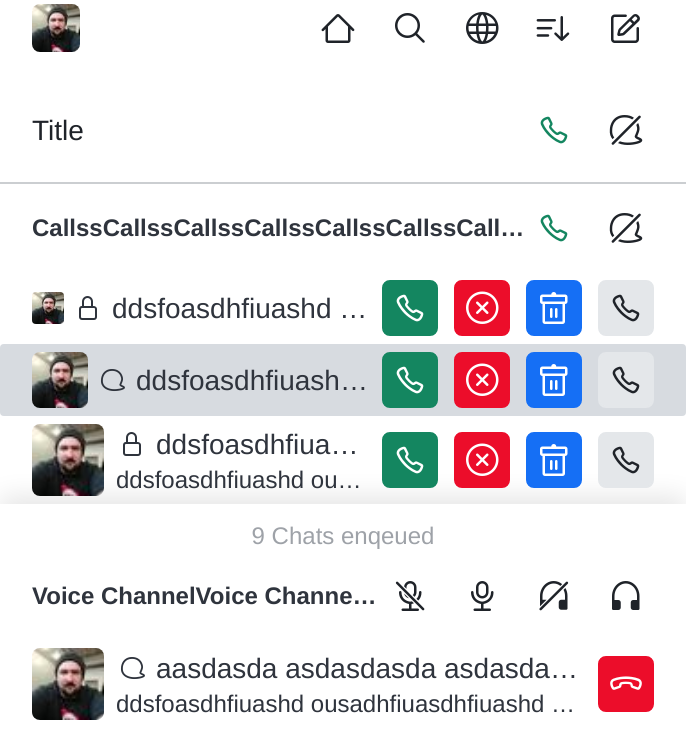 Title
CallssCallssCallssCallssCallssCallssCall...
ddsfoasdhfiuashd ...
ddsfoasdhfiuash...
ddsfoasdhfiua...
ddsfoasdhfiuashd ou...
9 Chats enqeued
Voice ChannelVoice Channe...
aasdasda asdasdasda asdasda...
ddsfoasdhfiuashd ousadhfiuasdhfiuashd ...